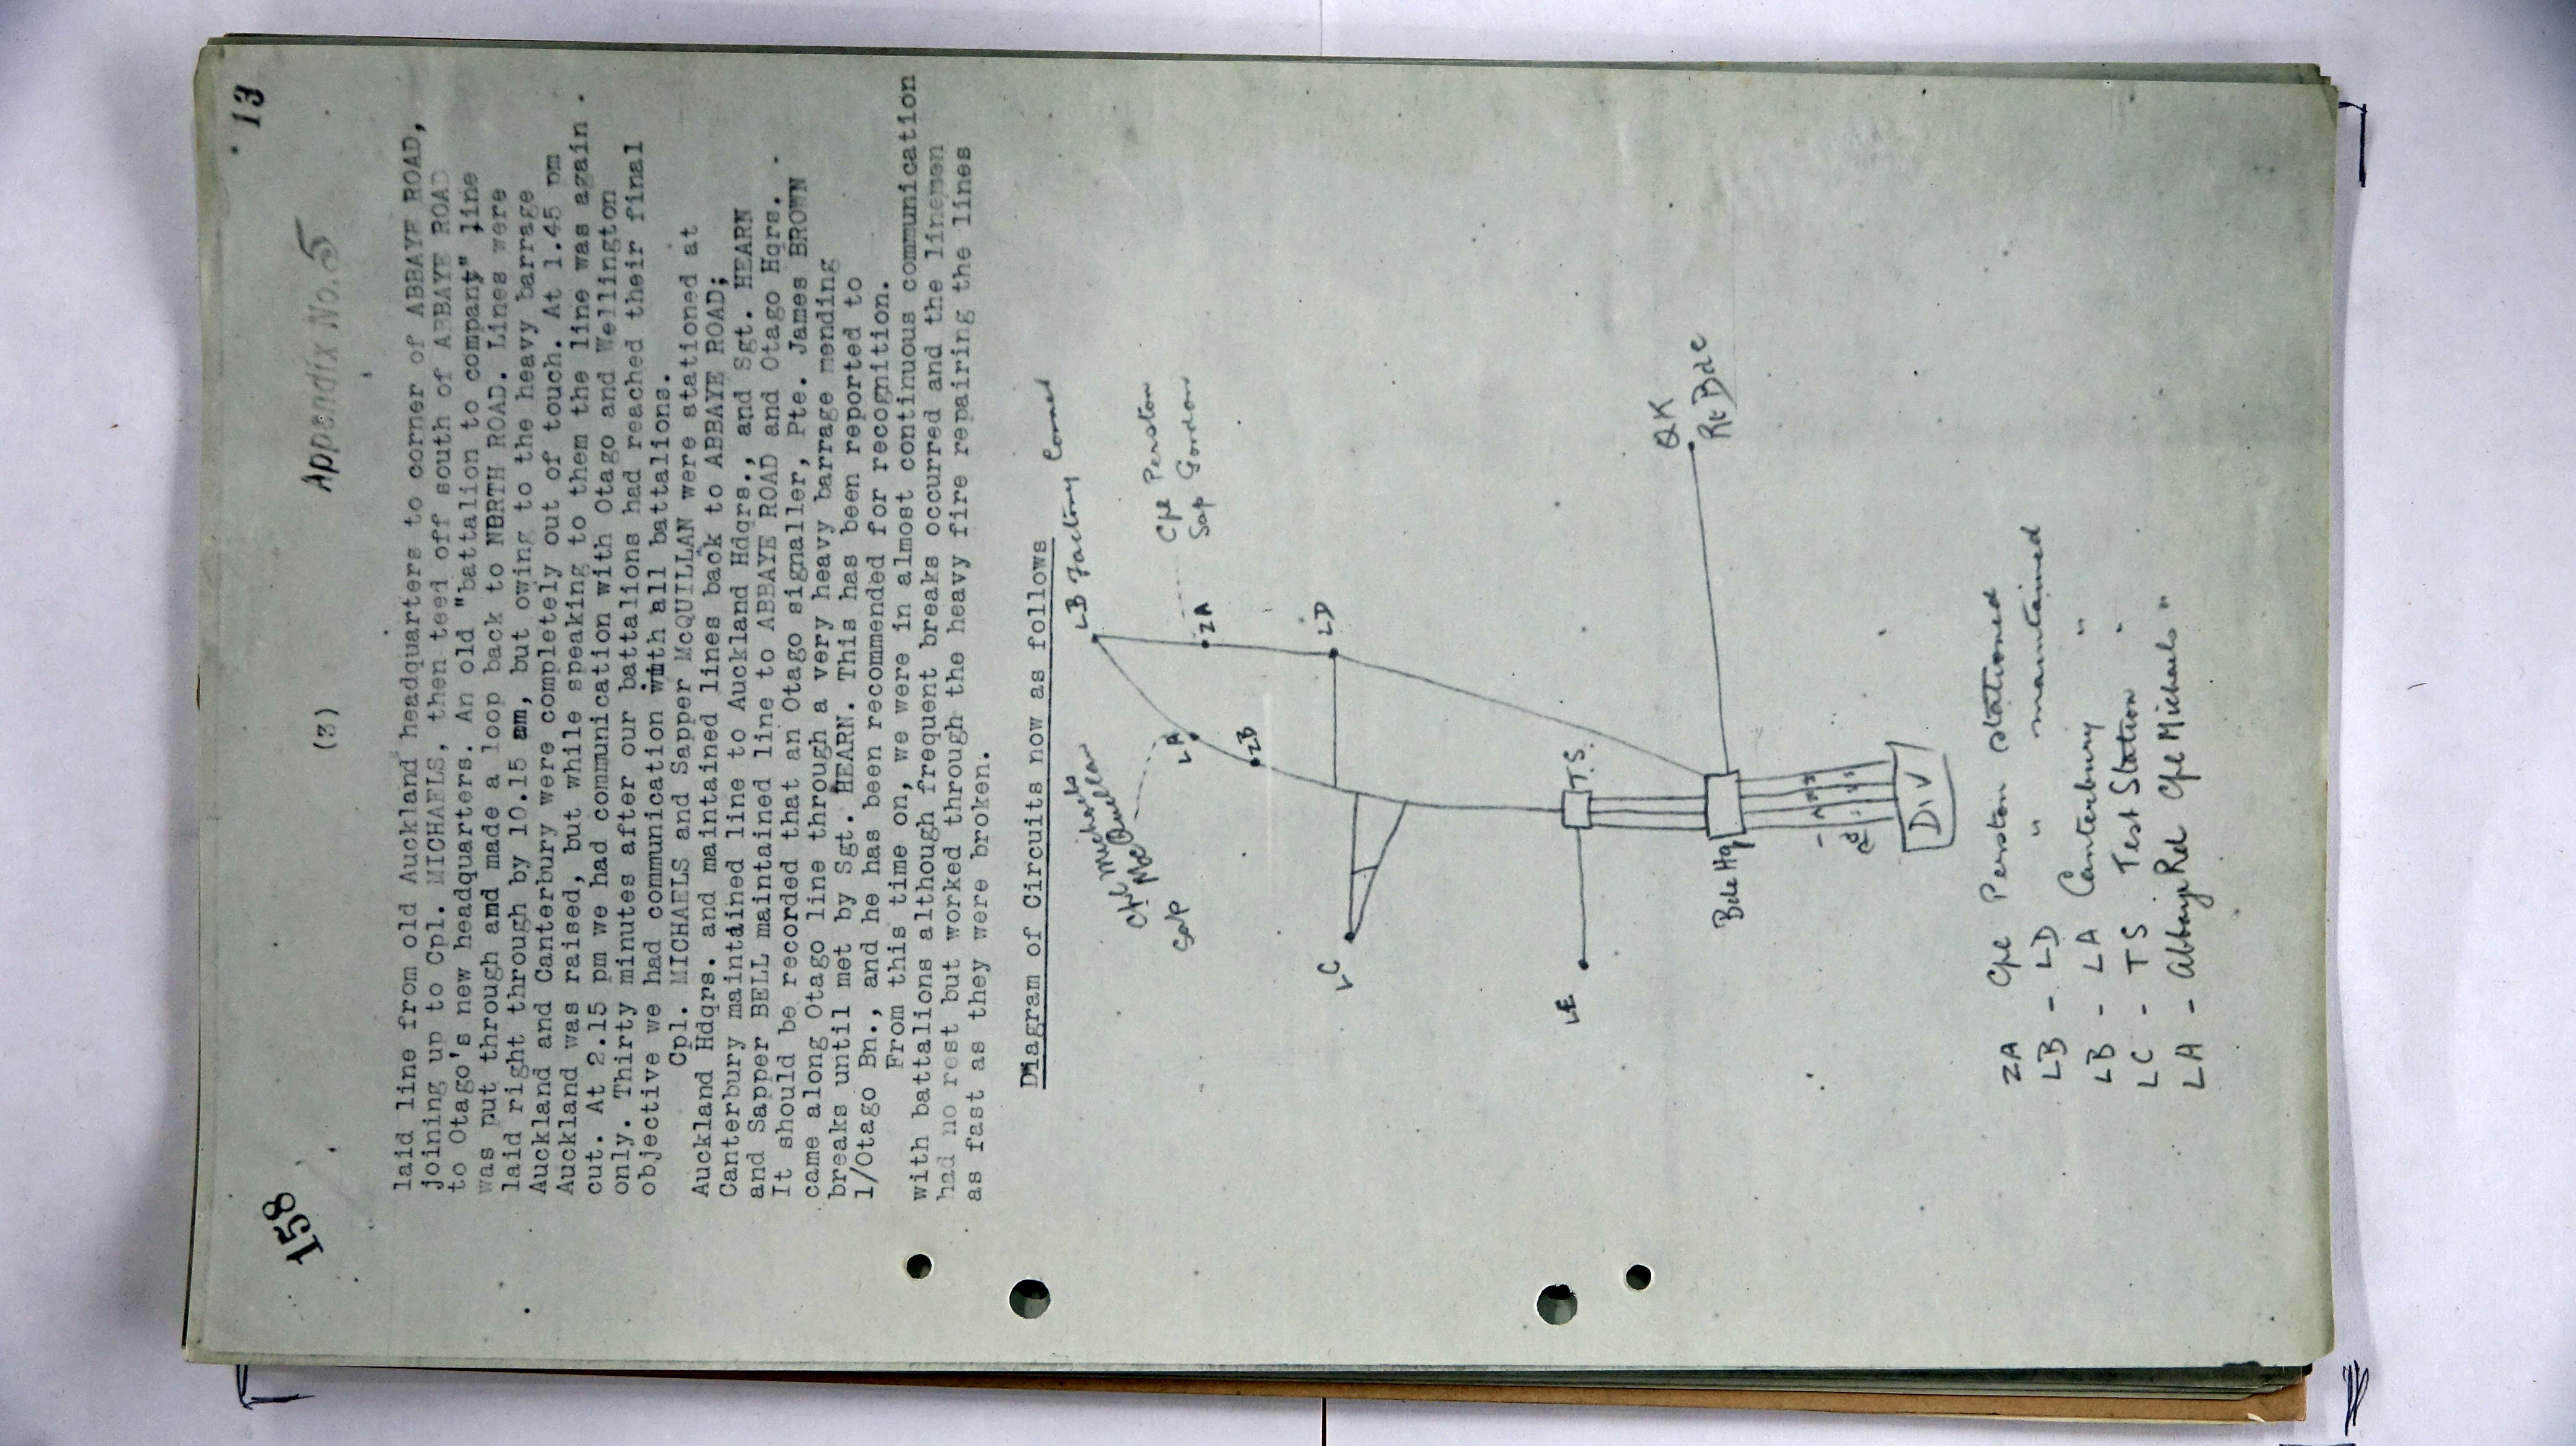 158
13
(3)
Appendix No. 5
laid line from old Auckland headquarters to corner of ABBAYE ROAD,
joining up to Cpl. MICHAELS, then teed off south of ABBAYE ROAD
to Otago's new headquarters. An old "battalion to company" line
was put through and made a loop back to NORTH ROAD. Lines were
laid right through by 10.15 am, but owing to the heavy barrage
Auckland and Canterbury were completely out of touch. At 1.45 pm
Auckland was raised, but while speaking to them the line was again
cut. At 2.15 pm we had communication with Otago and Wellington
only. Thirty minutes after our battalions had reached their final
objective we had communication with all battalions.
Cpl. MICHAELS and Sapper McQUILLAN were stationed at
Auckland Hdqrs. and maintained lines back to ABBAYE ROAD;
Canterbury maintained line to Auckland Hdqrs., and Sgt. HEARN
and Sapper BELL maintained line to ABBAYE ROAD and Otago Hqrs.
It should be recorded that an Otago signaller, Pte. James BROWN
came along Otago line through a very heavy barrage mending
breaks until met by Sgt. HEARN. This has been reported to
1/Otago Bn., and he has been recommended for recognition.
From this time on, we were in almost continuous communication
with battalions although frequent breaks occurred and the linemen
had no rest but worked through the heavy fire repairing the lines
as fast as they were broken.
Diagram of Circuits now as follows
LB Factory Corner
Cpl Michaels
Sap McQuillan
LA
ZA
Cpl Perston
Sap Gordon
ZB
LD
LC
LE
T.S.
QK
Rt Bde
Bde Hq
DIV
ZA Cpl Perston stationed
LB - LD " maintained
LB - LA Canterbury "
LC - TS Test Station "
LA - Abbaye Rd Cpl Michaels "